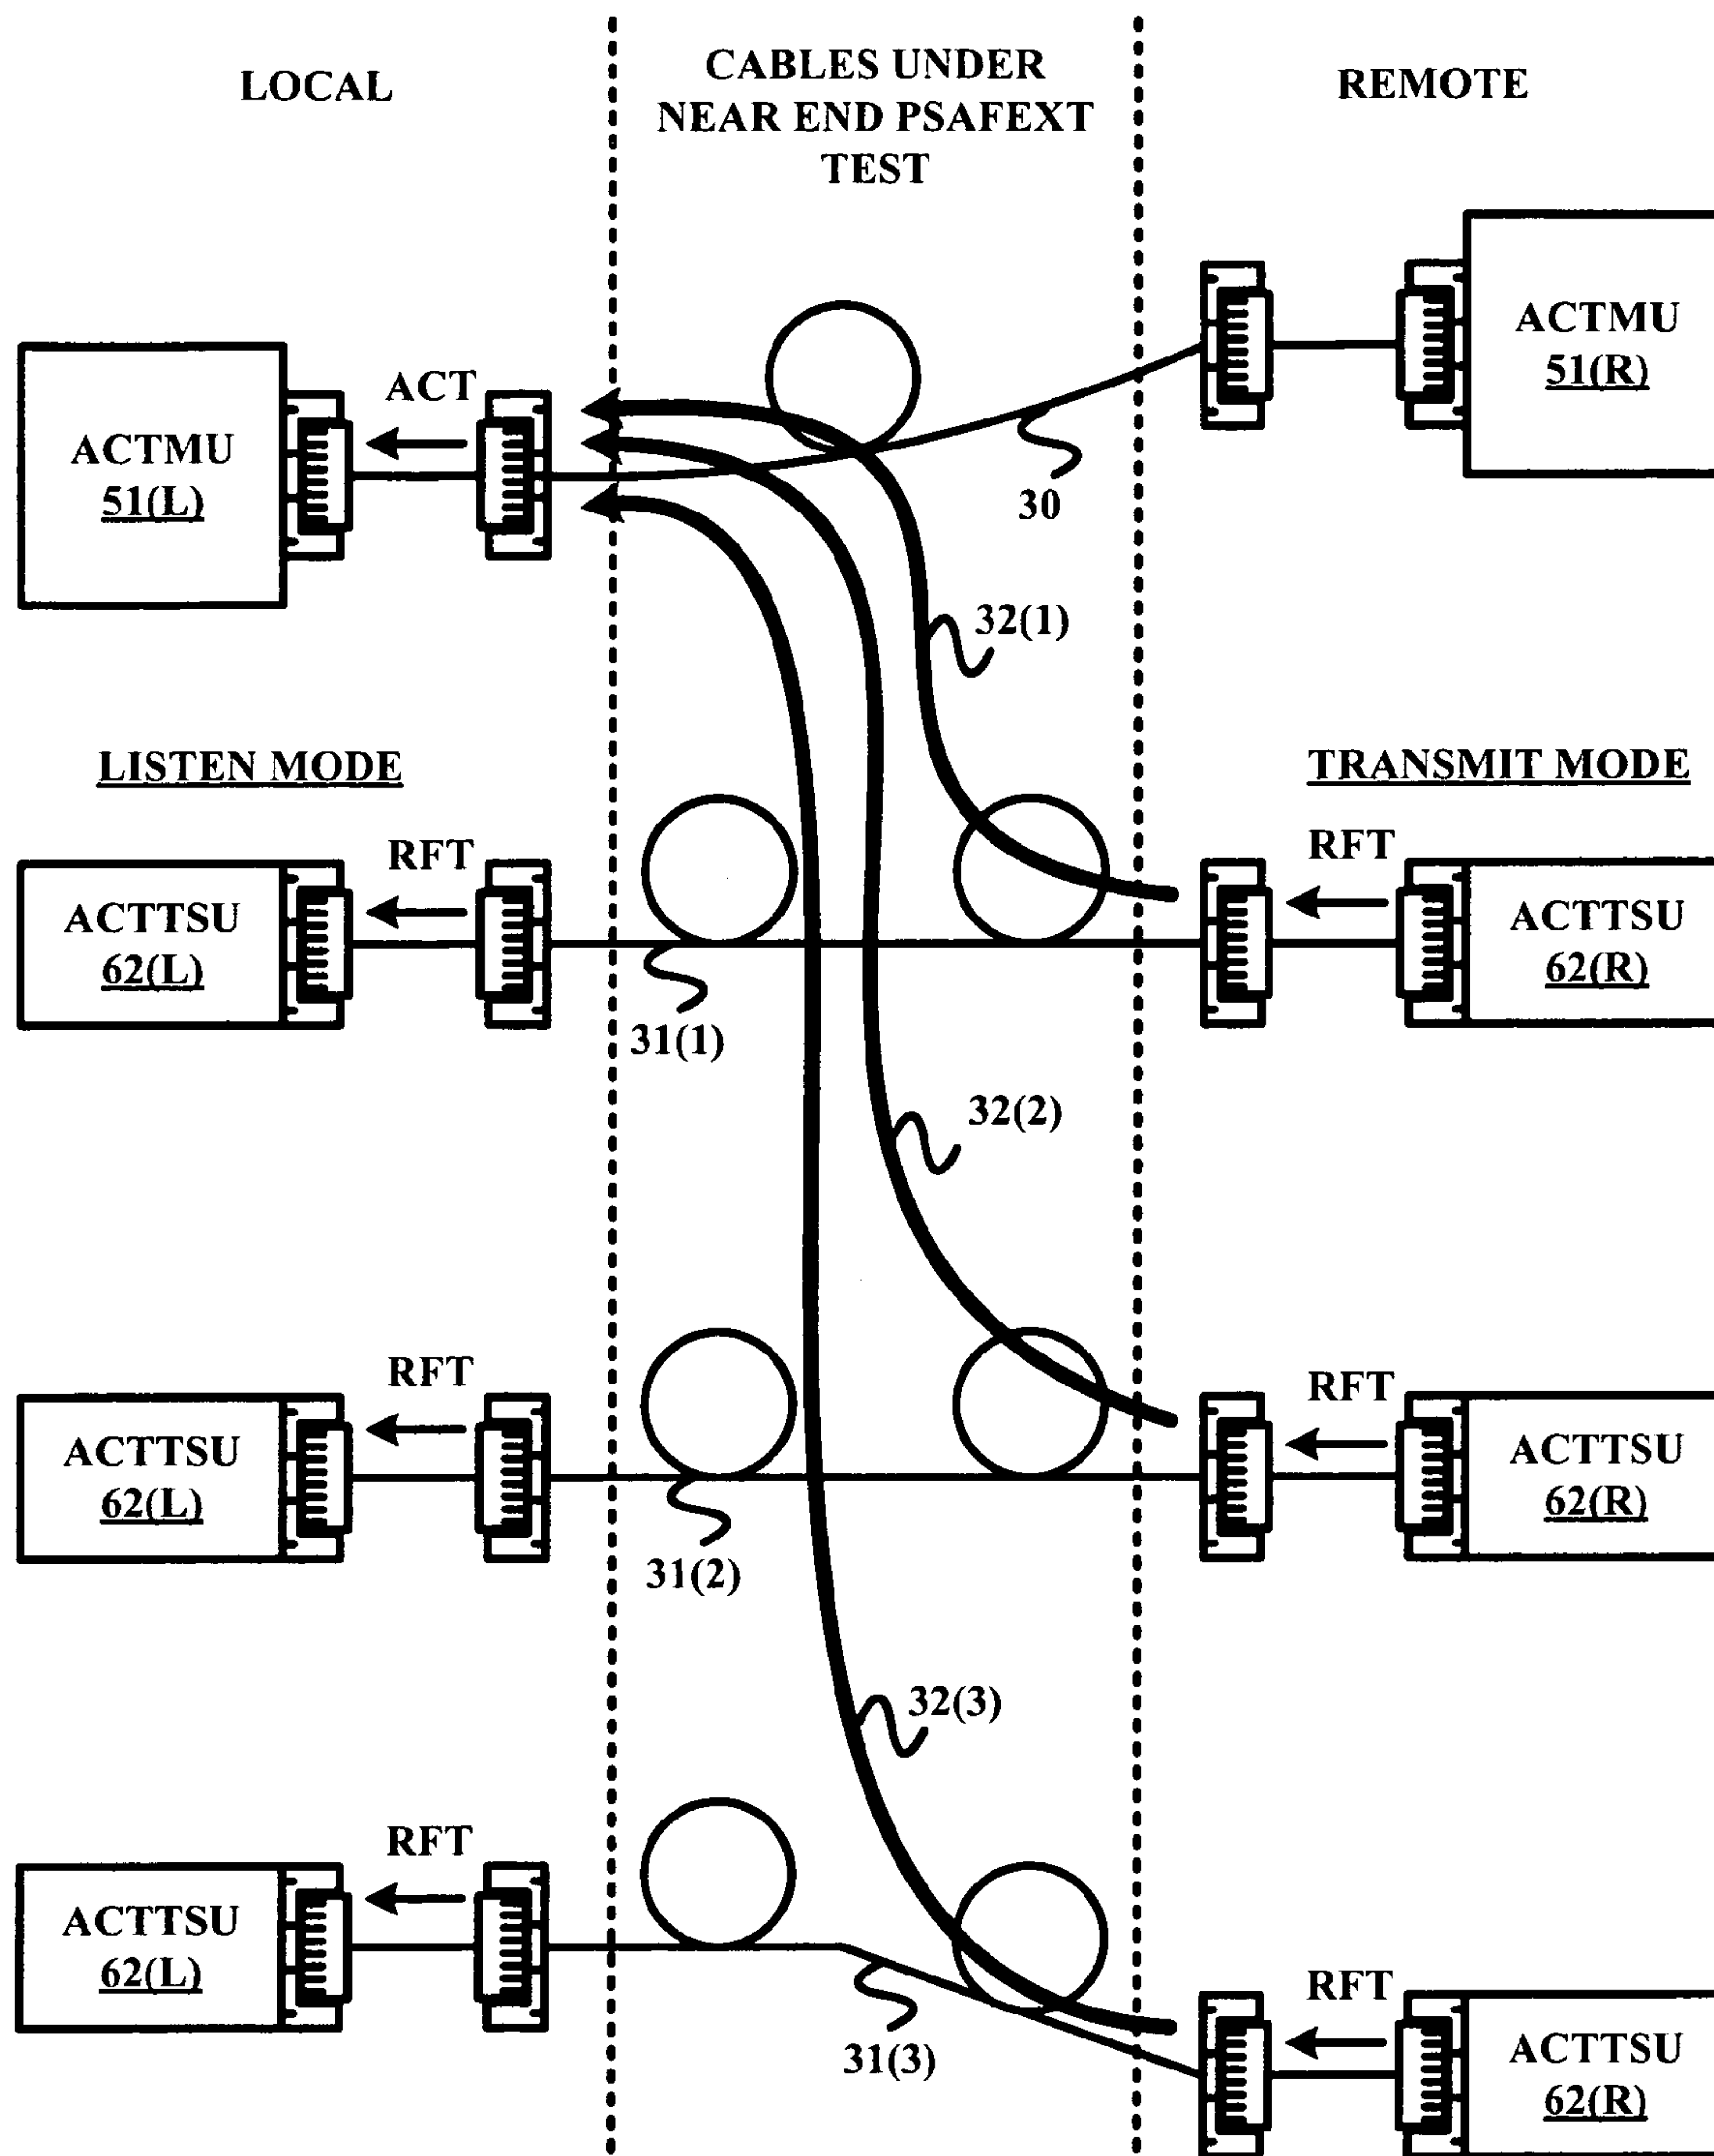 LOCAL
CABLES UNDER
NEAR END PSAFEXT
TEST
REMOTE
ACTMU
51(R)
ACT
ACTMU
51(L)
30
32(1)
LISTEN MODE
TRANSMIT MODE
RFT
RFT
ACTTSU
62(L)
ACTTSU
62(R)
31(1)
32(2)
RFT
RFT
ACTTSU
62(L)
ACTTSU
62(R)
31(2)
32(3)
RFT
ACTTSU
62(L)
RFT
31(3)
ACTTSU
62(R)